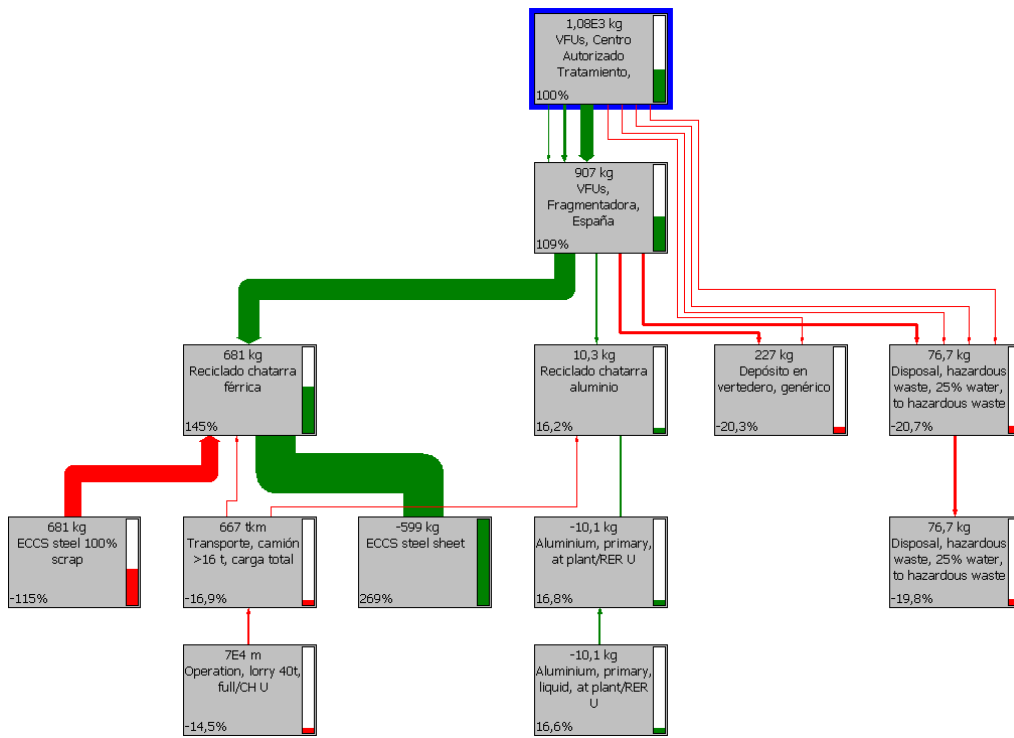 1,08E3 kg
VFUs, Centro
Autorizado
Tratamiento,
100%
907 kg
VFUs,
Fragmentadora,
España
109%
681 kg
Reciclado chatarra
férrica
145%
10,3 kg
Reciclado chatarra
aluminio
16,2%
227 kg
Depósito en
vertedero, genérico
-20,3%
76,7 kg
Disposal, hazardous
waste, 25% water,
to hazardous waste
-20,7%
681 kg
ECCS steel 100%
scrap
-115%
667 tkm
Transporte, camión
>16 t, carga total
-16,9%
-599 kg
ECCS steel sheet
269%
-10,1 kg
Aluminium, primary,
at plant/RER U
16,8%
76,7 kg
Disposal, hazardous
waste, 25% water,
to hazardous waste
-19,8%
7E4 m
Operation, lorry 40t,
full/CH U
-14,5%
-10,1 kg
Aluminium, primary,
liquid, at plant/RER
U
16,6%